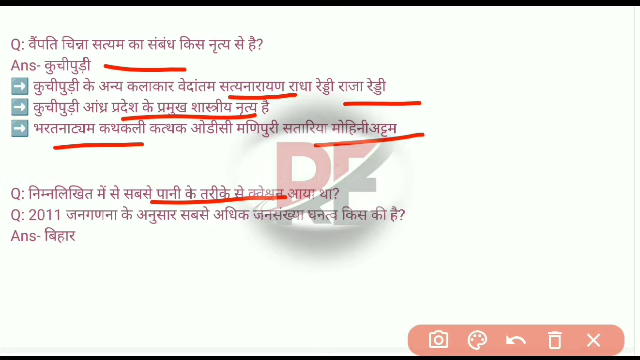 Q: वैंपति चिन्ना सत्यम का संबंध किस नृत्य से है?
Ans- कुचीपुड़ी
➡️ कुचीपुड़ी के अन्य कलाकार वेदांतम सत्यनारायण राधा रेड्डी राजा रेड्डी
➡️ कुचीपुड़ी आंध्र प्रदेश के प्रमुख शास्त्रीय नृत्य है
➡️ भरतनाट्यम कथकली कत्थक ओडीसी मणिपुरी सतारिया मोहिनीअट्टम
Q: निम्नलिखित में से सबसे पानी के तरीके से क्वेश्चन आया था?
Q: 2011 जनगणना के अनुसार सबसे अधिक जनसंख्या घनत्व किस की है?
Ans- बिहार